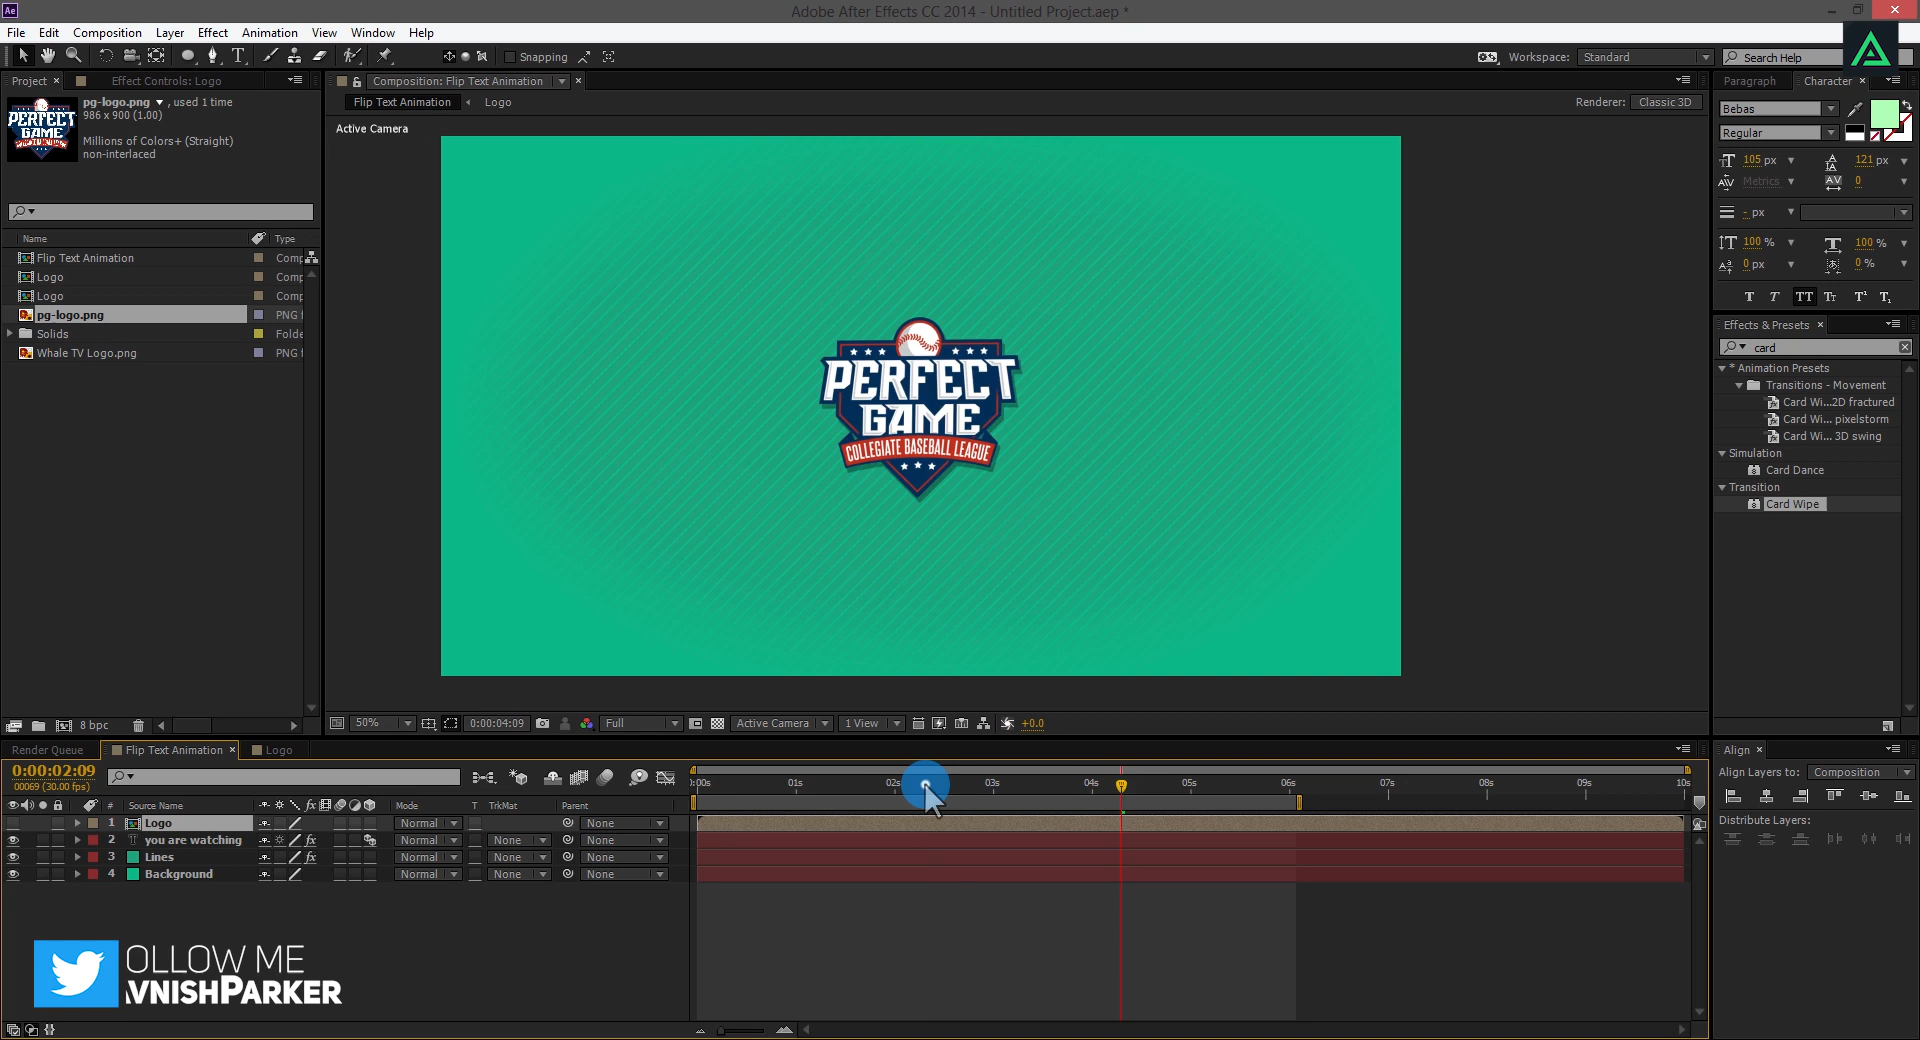 Adobe After Effects CC 2014 - Untitled Project.aep *
File Edit Composition Layer Effect Animation View Window Help
Snapping
Workspace: Standard
Search Help
Project × Effect Controls: Logo
pg-logo.png ▼ , used 1 time
986 x 900 (1.00)
Millions of Colors+ (Straight)
non-interlaced
Name Type
Flip Text Animation Comp
Logo Comp
Logo Comp
pg-logo.png PNG f
Solids Folde
Whale TV Logo.png PNG f
8 bpc
Composition: Flip Text Animation
Flip Text Animation Logo
Renderer: Classic 3D
Active Camera
PERFECT
GAME
COLLEGIATE BASEBALL LEAGUE
50% 0:00:04:09 Full Active Camera 1 View +0.0
Paragraph Character ×
Bebas
Regular
105 px 121 px
Metrics 0
- px
100 % 100 %
0 px 0 %
Effects & Presets ×
card
* Animation Presets
Transitions - Movement
Card Wi...2D fractured
Card Wi... pixelstorm
Card Wi... 3D swing
Simulation
Card Dance
Transition
Card Wipe
Render Queue Flip Text Animation × Logo
0:00:02:09
00069 (30.00 fps)
# Source Name Mode T TrkMat Parent
1 Logo Normal None
2 you are watching Normal None None
3 Lines Normal None None
4 Background Normal None None
:00s 01s 02s 03s 04s 05s 06s 07s 08s 09s 10s
Align ×
Align Layers to: Composition
Distribute Layers:
OLLOW ME
AVNISHPARKER